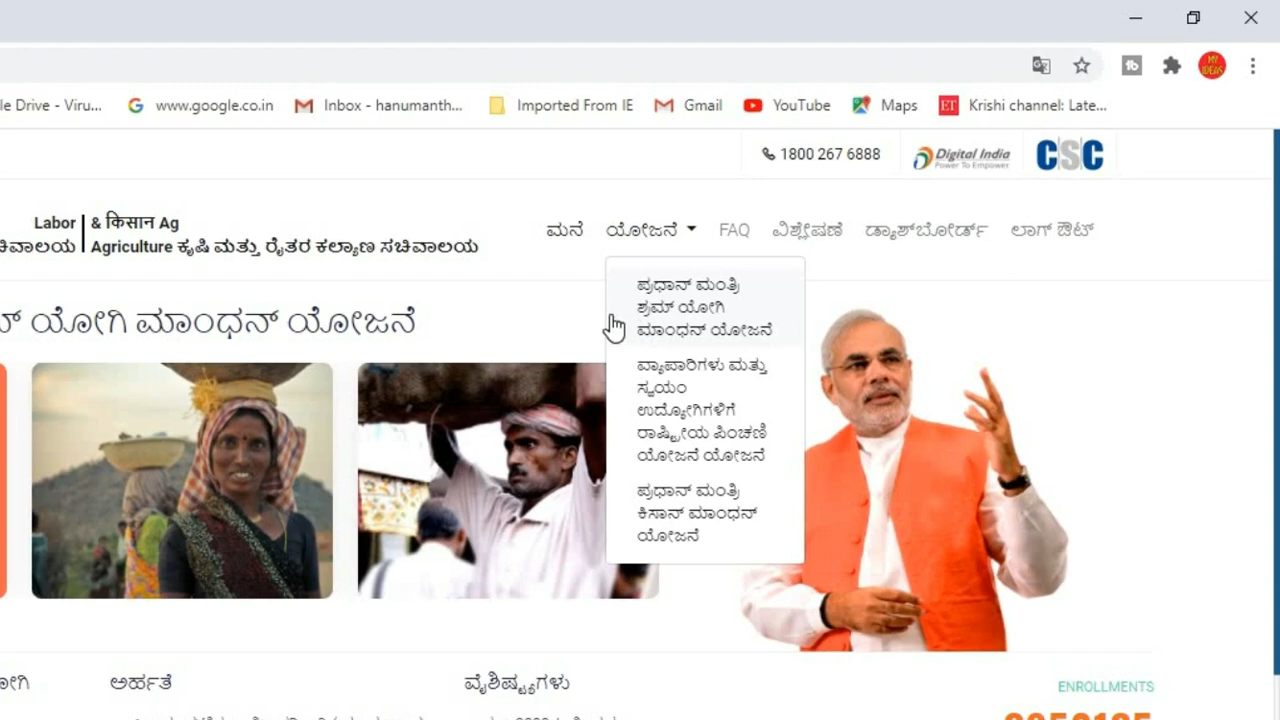 le Drive - Viru...
www.google.co.in
Inbox - hanumanth...
Imported From IE
Gmail
YouTube
Maps
ET
Krishi channel: Late...
MY IDEAS
1800 267 6888
Digital India
Power To Empower
CSC
Labor
& किसान Ag
ಚಿವಾಲಯ
Agriculture ಕೃಷಿ ಮತ್ತು ರೈತರ ಕಲ್ಯಾಣ ಸಚಿವಾಲಯ
ಮನೆ
ಯೋಜನೆ
FAQ
ವಿಶ್ಲೇಷಣೆ
ಡ್ಯಾಶ್‌ಬೋರ್ಡ್
ಲಾಗ್ ಔಟ್
ಪ್ರಧಾನ್ ಮಂತ್ರಿ
ಶ್ರಮ್ ಯೋಗಿ
ಮಾಂಧನ್ ಯೋಜನೆ
ವ್ಯಾಪಾರಿಗಳು ಮತ್ತು
ಸ್ವಯಂ
ಉದ್ಯೋಗಿಗಳಿಗೆ
ರಾಷ್ಟ್ರೀಯ ಪಿಂಚಣಿ
ಯೋಜನೆ ಯೋಜನೆ
ಪ್ರಧಾನ್ ಮಂತ್ರಿ
ಕಿಸಾನ್ ಮಾಂಧನ್
ಯೋಜನೆ
ಮ್ ಯೋಗಿ ಮಾಂಧನ್ ಯೋಜನೆ
ೋಗಿ
ಅರ್ಹತೆ
ವೈಶಿಷ್ಟ್ಯಗಳು
ENROLLMENTS